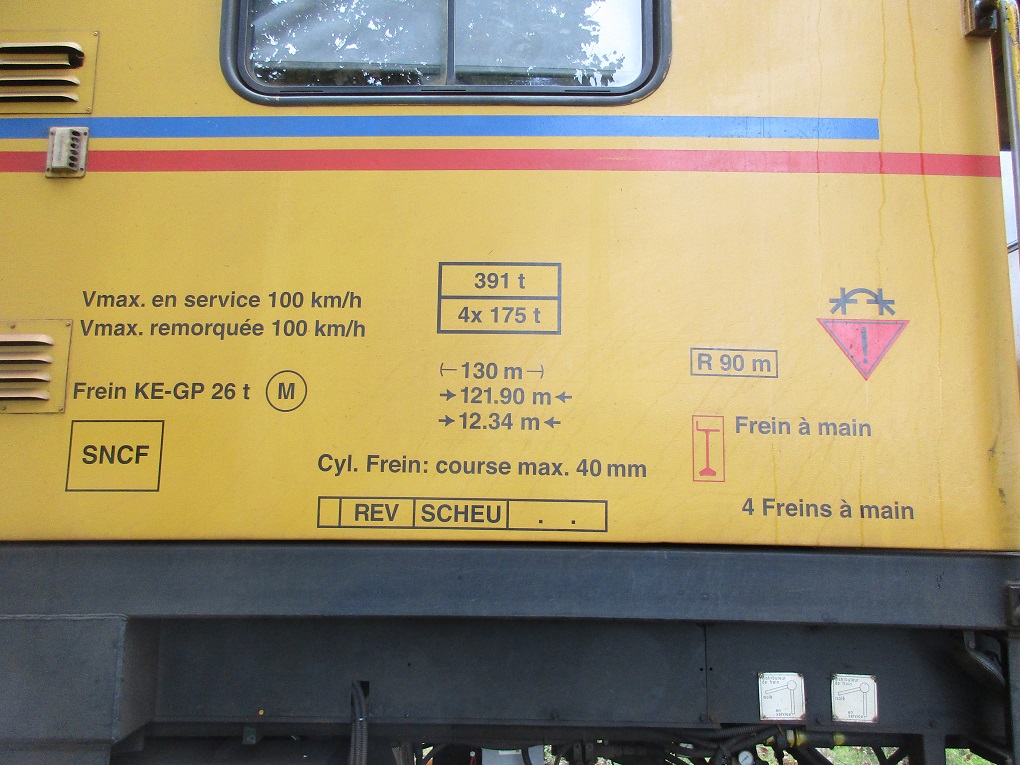 Vmax. en service 100 km/h
Vmax. remorquée 100 km/h
Frein KE-GP 26 t M
SNCF
391 t
4x 175 t
130 m
121.90 m
12.34 m
Cyl. Frein: course max. 40 mm
REV SCHEU . .
R 90 m
!
Frein à main
4 Freins à main